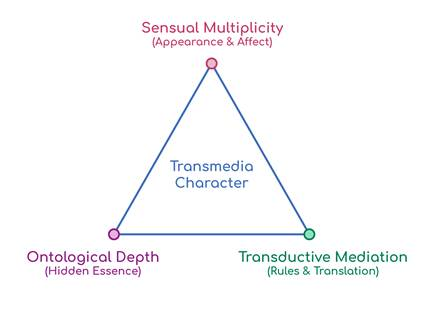 Sensual Multiplicity
(Appearance & Affect)
Transmedia
Character
Ontological Depth
(Hidden Essence)
Transductive Mediation
(Rules & Translation)